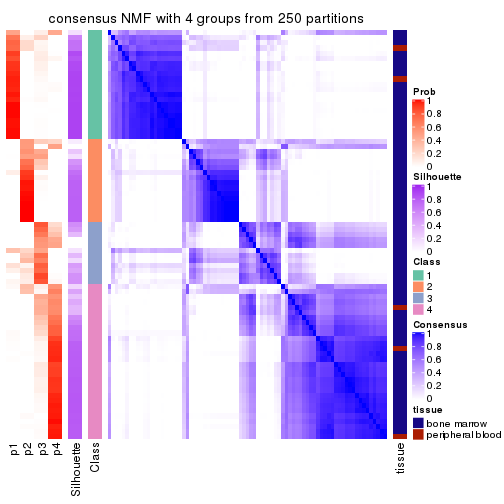 consensus NMF with 4 groups from 250 partitions
Prob
1
0.8
0.6
0.4
0.2
0
Silhouette
1
0.8
0.6
0.4
0.2
0
Class
1
2
3
4
Consensus
1
0.8
0.6
0.4
0.2
0
tissue
bone marrow
peripheral blood
p1
p2
p3
p4
Silhouette
Class
tissue